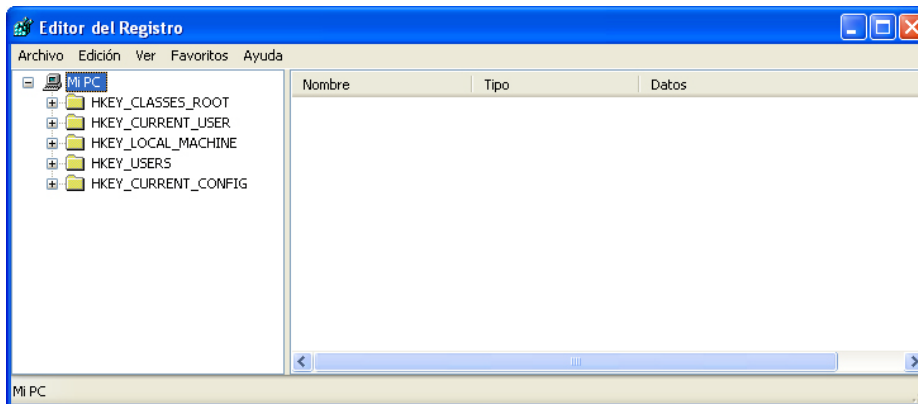 Editor del Registro
Archivo Edición Ver Favoritos Ayuda
Mi PC
HKEY_CLASSES_ROOT
HKEY_CURRENT_USER
HKEY_LOCAL_MACHINE
HKEY_USERS
HKEY_CURRENT_CONFIG
Nombre Tipo Datos
Mi PC